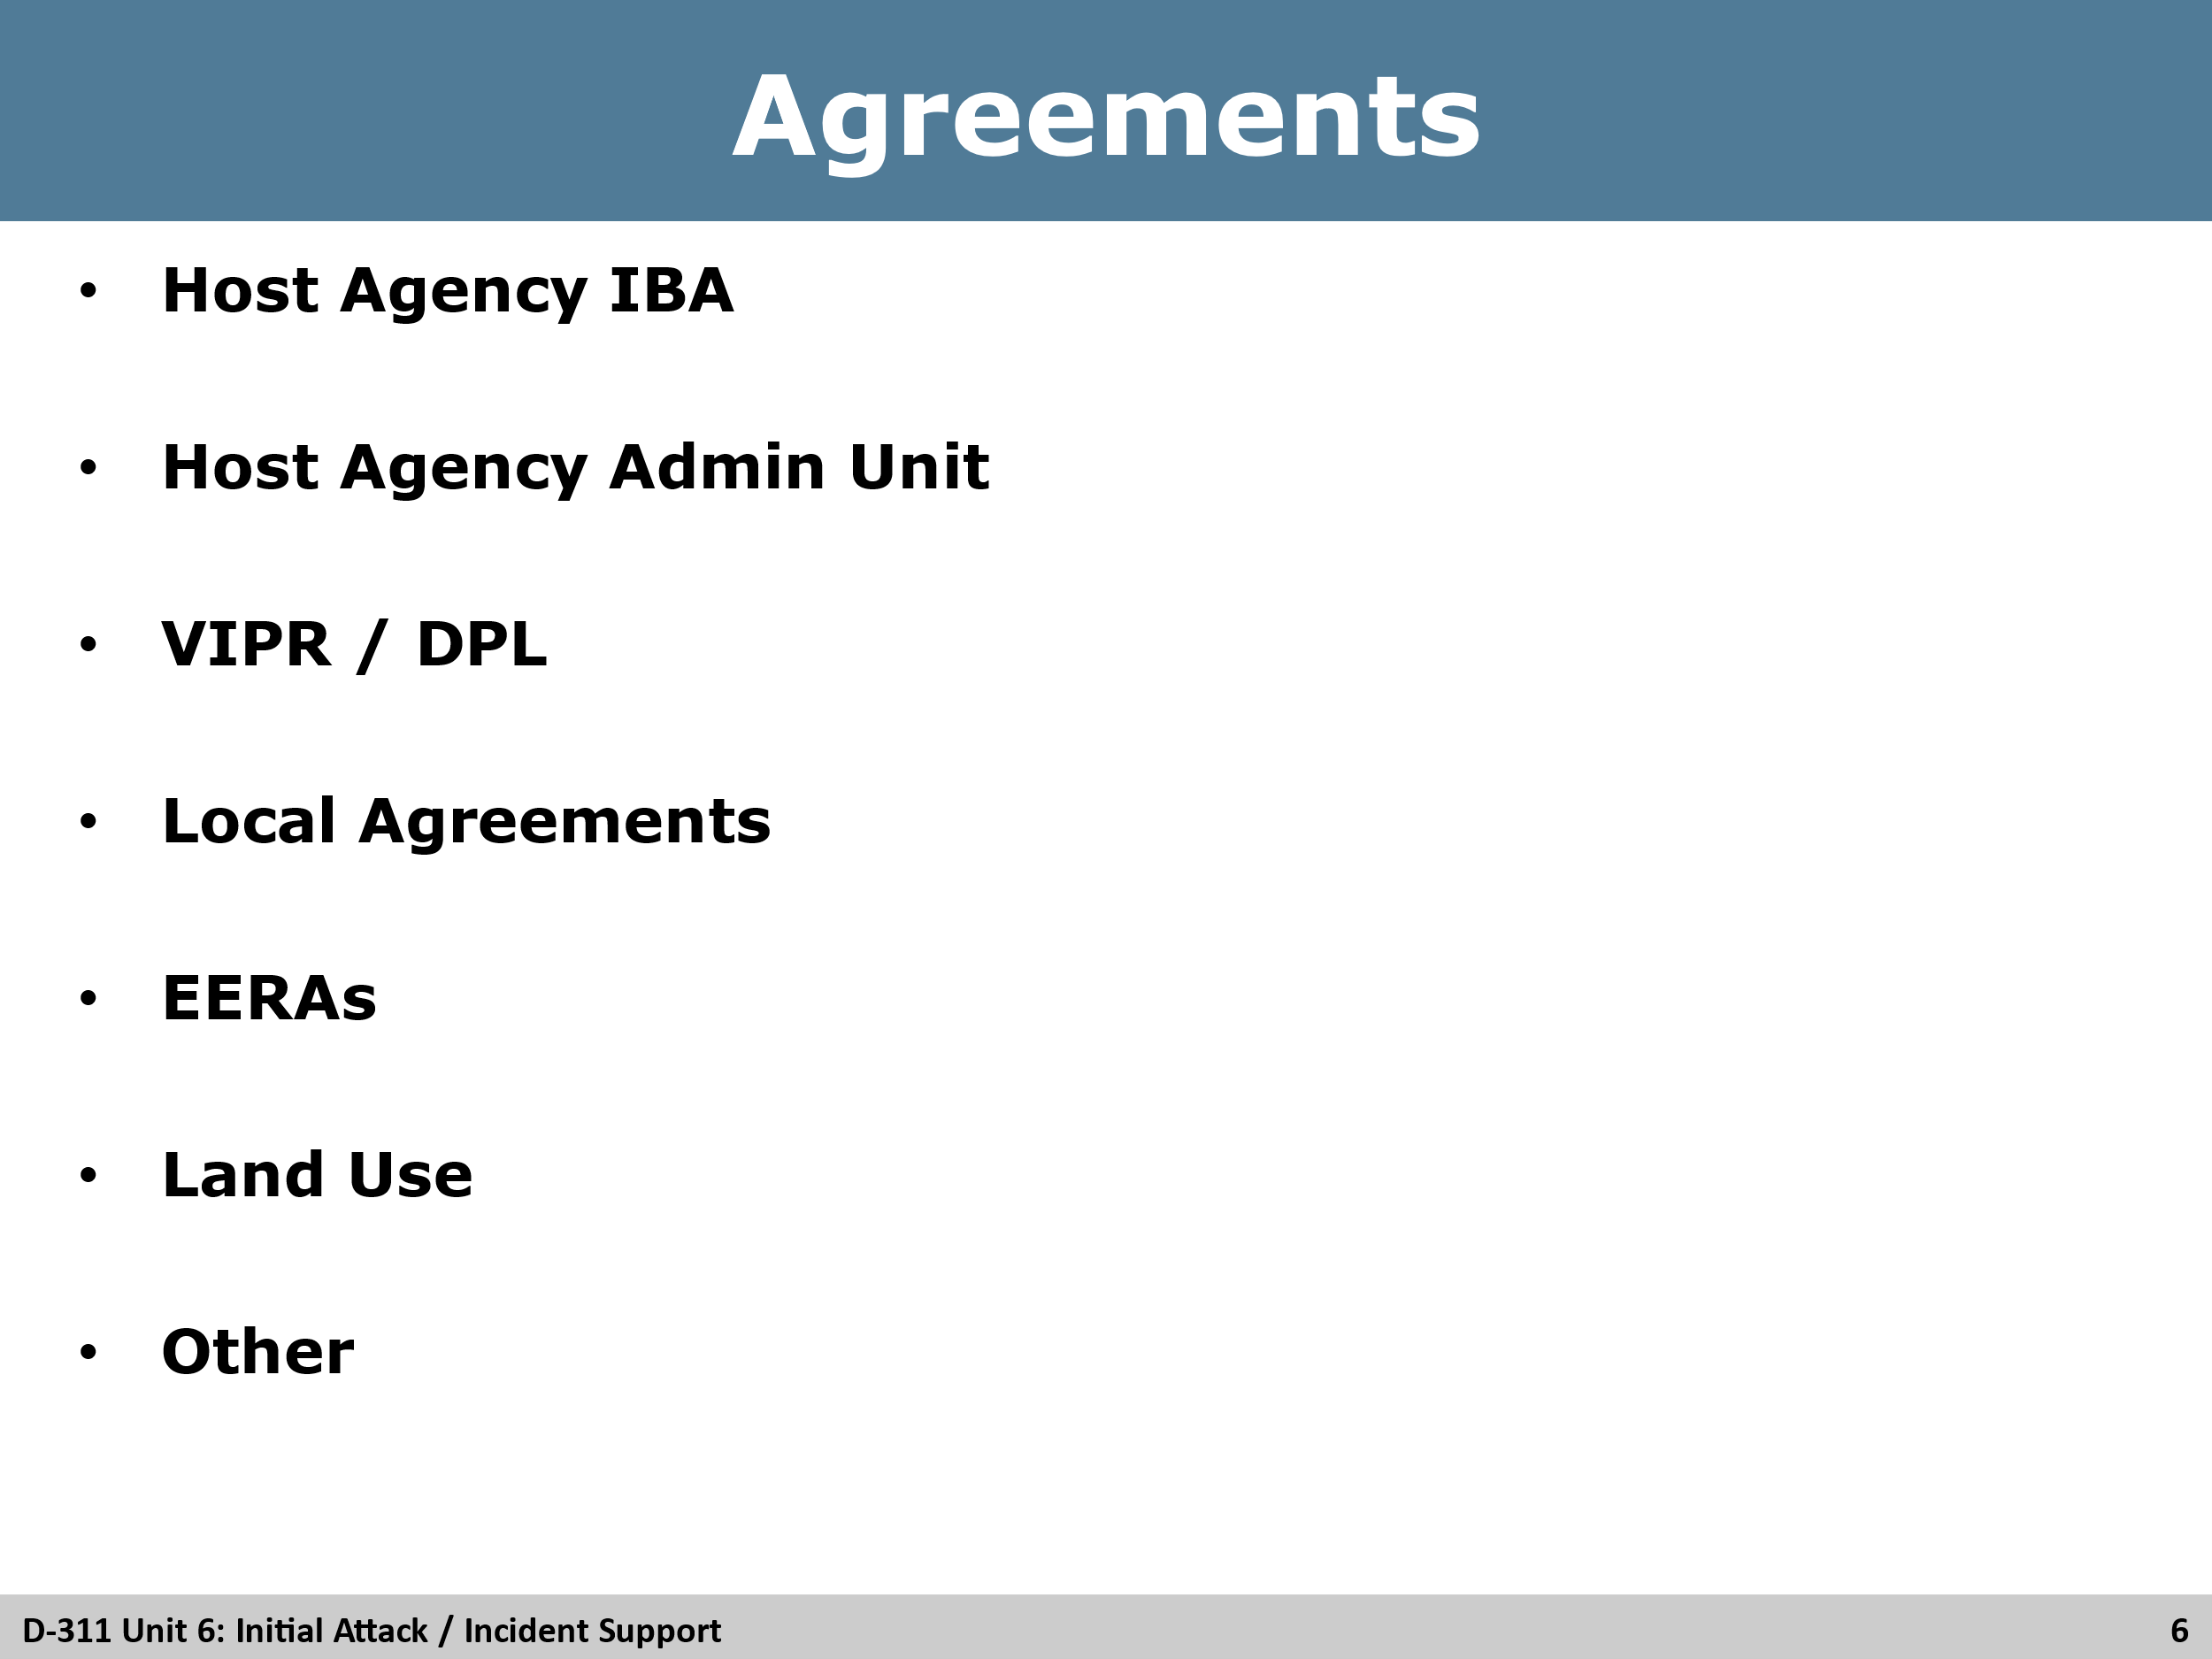 Agreements
• Host Agency IBA
• Host Agency Admin Unit
• VIPR / DPL
• Local Agreements
• EERAs
• Land Use
• Other
D-311 Unit 6: Initial Attack / Incident Support 6